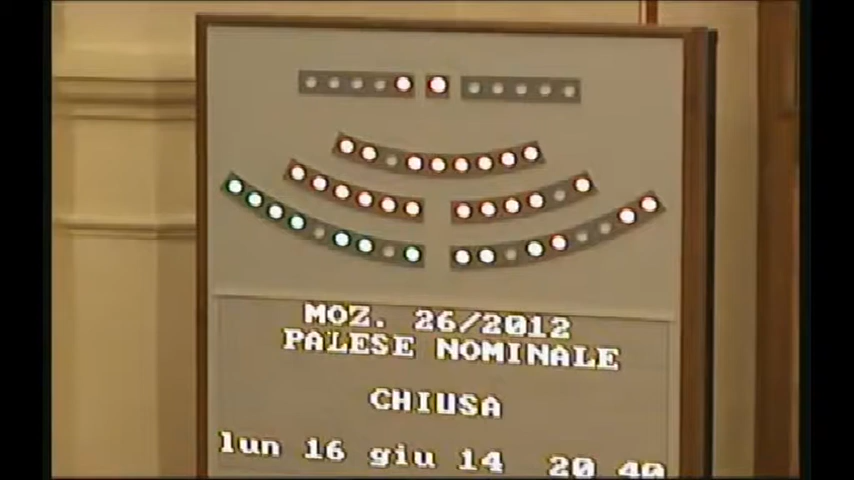 MOZ. 26/2012
PALESE NOMINALE
CHIUSA
lun 16 giu 14 20 40